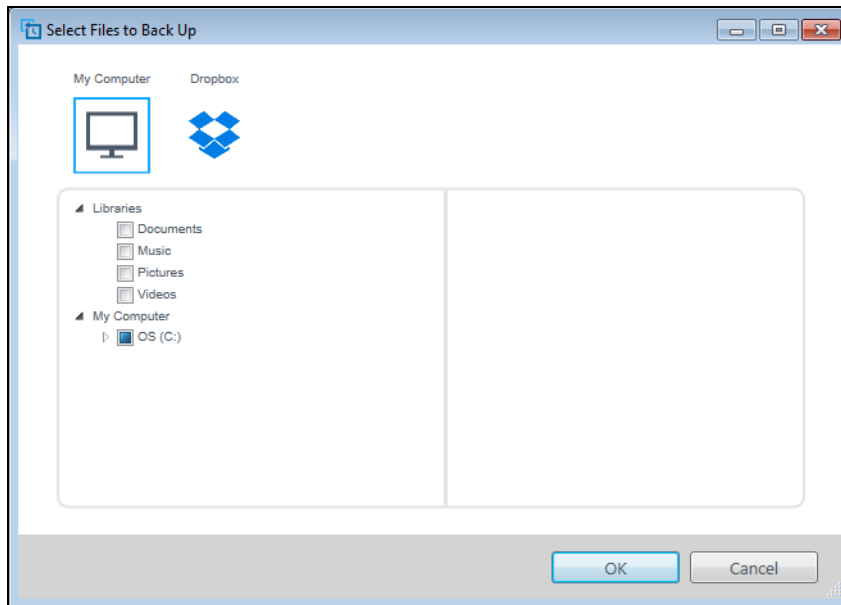 Select Files to Back Up
My Computer Dropbox
Libraries
Documents
Music
Pictures
Videos
My Computer
OS (C:)
OK Cancel